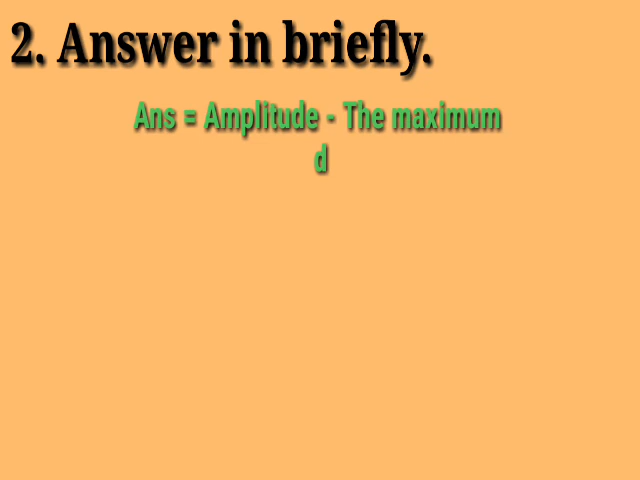 2. Answer in briefly.
Ans = Amplitude - The maximum
d